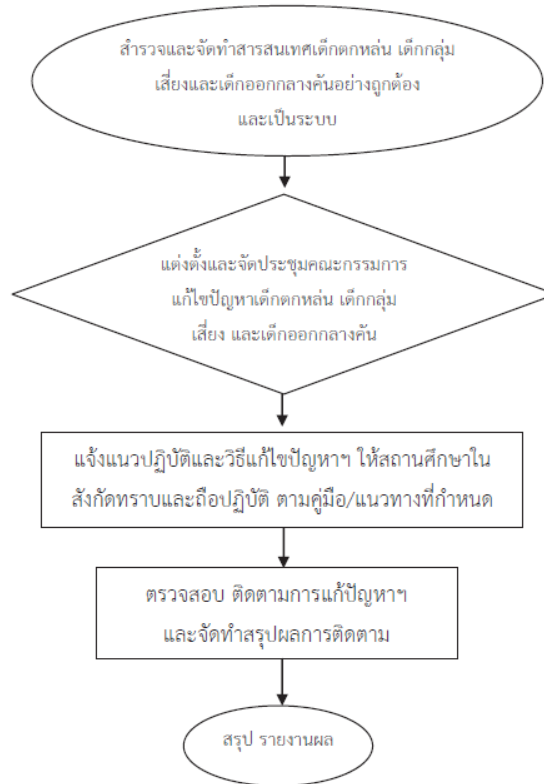 สำรวจและจัดทำสารสนเทศเด็กตกหล่น เด็กกลุ่ม
เสี่ยงและเด็กออกกลางคันอย่างถูกต้อง
และเป็นระบบ
แต่งตั้งและจัดประชุมคณะกรรมการ
แก้ไขปัญหาเด็กตกหล่น เด็กกลุ่ม
เสี่ยง และเด็กออกกลางคัน
แจ้งแนวปฏิบัติและวิธีแก้ไขปัญหาฯ ให้สถานศึกษาใน
สังกัดทราบและถือปฏิบัติ ตามคู่มือ/แนวทางที่กำหนด
ตรวจสอบ ติดตามการแก้ปัญหาฯ
และจัดทำสรุปผลการติดตาม
สรุป รายงานผล